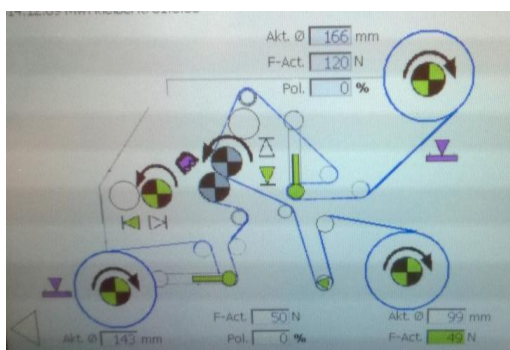 Akt. Ø 166 mm
F-Act. 120 N
Pol. 0 %
F-Act. 50 N
Pol. 0 %
Akt. Ø 143 mm
Akt. Ø 99 mm
F-Act. 49 N